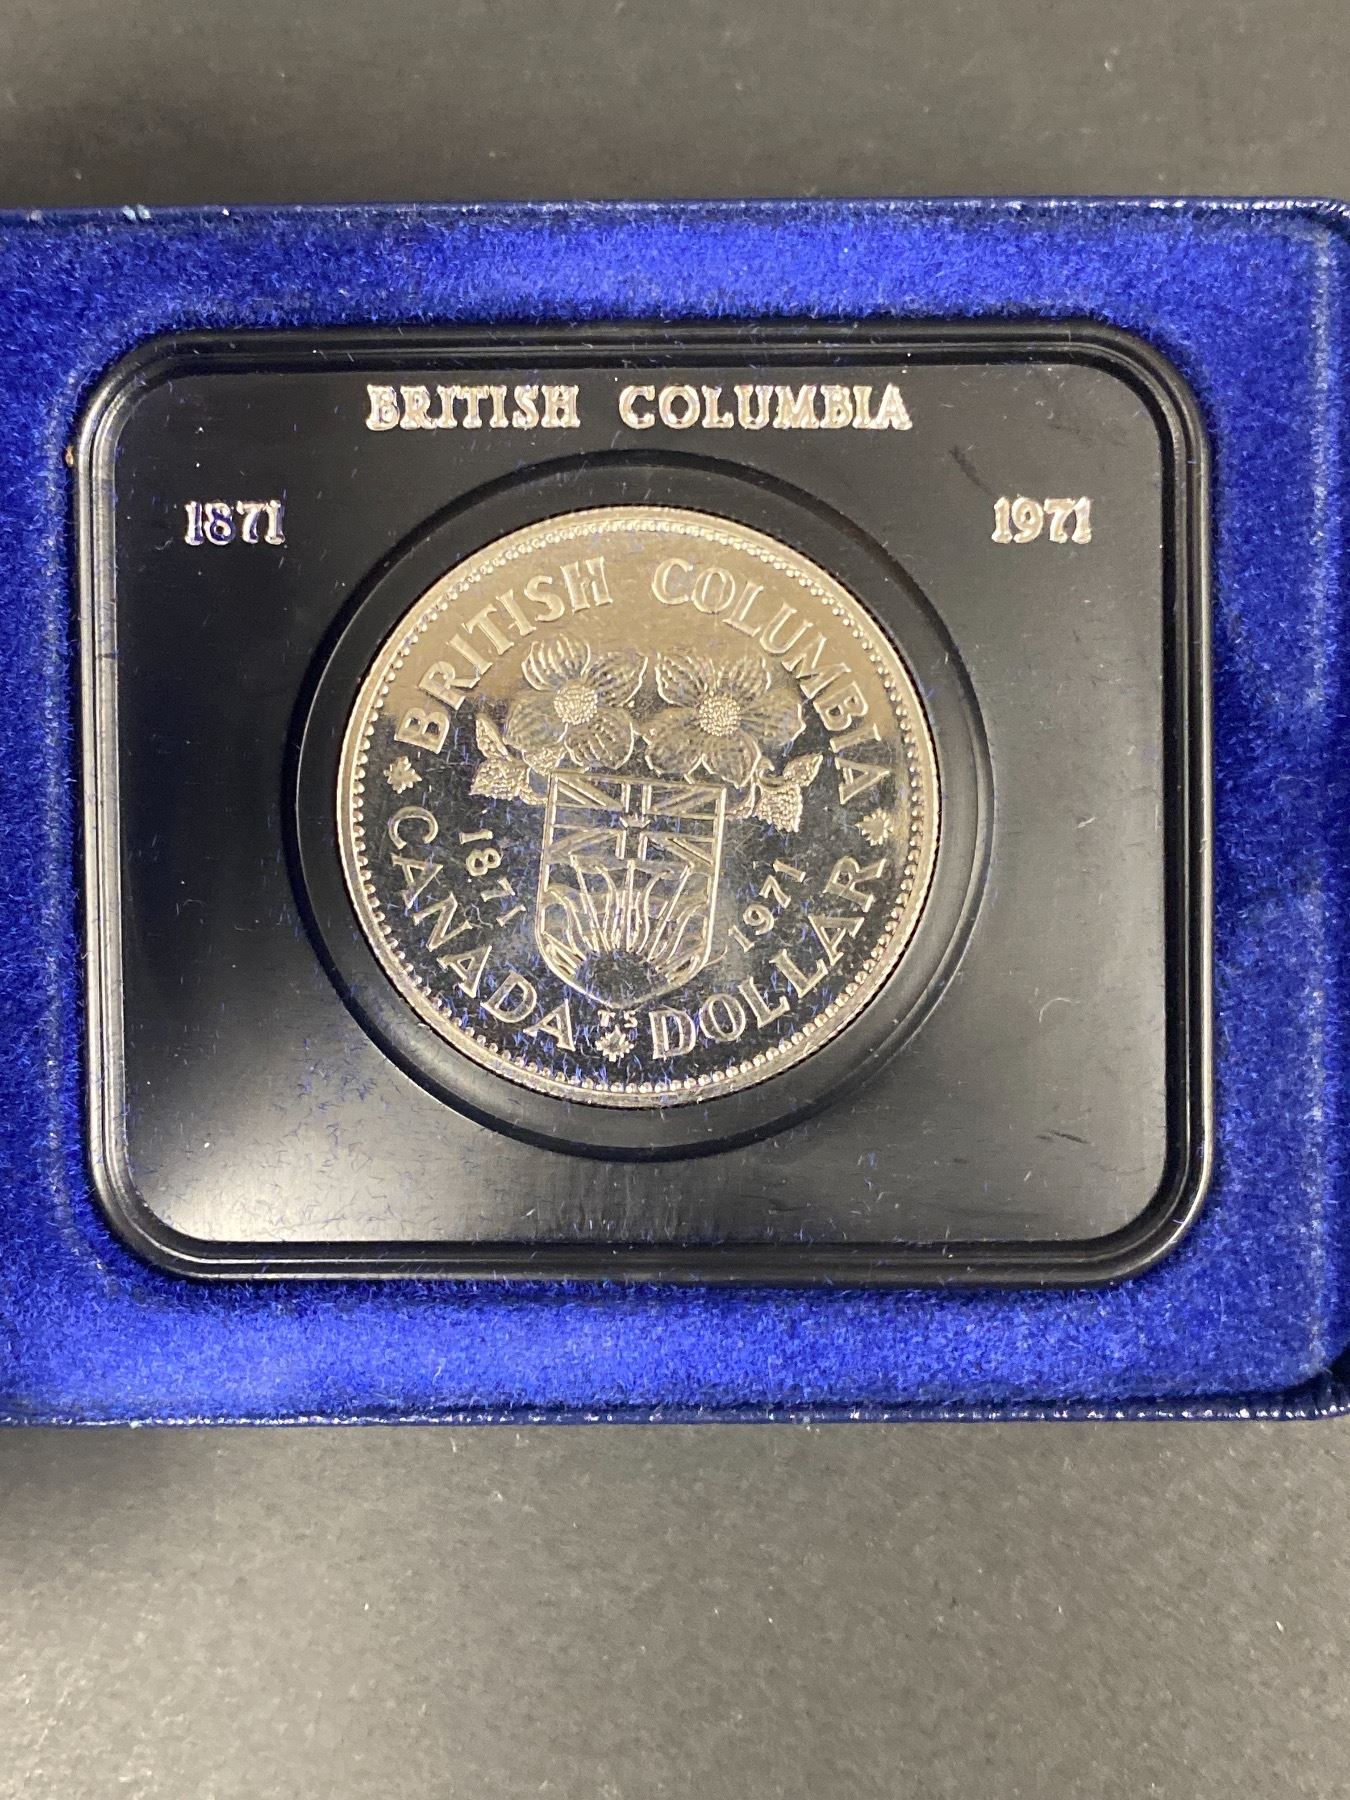 BRITISH COLUMBIA
1871 1971
BRITISH COLUMBIA
1871 1971
T.S
CANADA DOLLAR